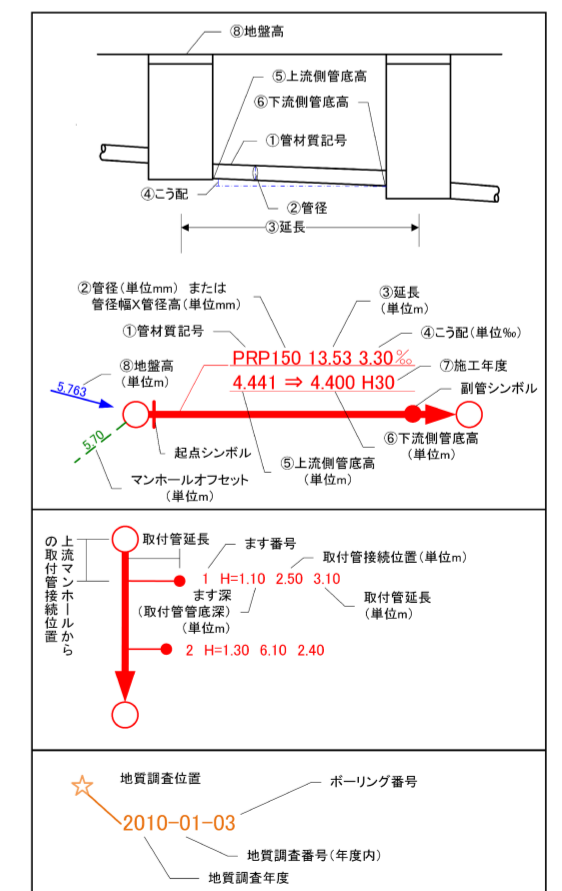 ⑧地盤高
⑤上流側管底高
⑥下流側管底高
①管材質記号
④こう配
②管径
③延長
②管径(単位mm) または
管径幅X管径高(単位mm)
③延長
(単位m)
①管材質記号
④こう配(単位‰)
PRP150 13.53 3.30‰
⑧地盤高
(単位m)
⑦施工年度
4.441 ⇒ 4.400 H30
5.763
副管シンボル
5.70
起点シンボル
⑥下流側管底高
(単位m)
⑤上流側管底高
(単位m)
マンホールオフセット
(単位m)
上流マンホールから
の取付管接続位置
取付管延長
ます番号
取付管接続位置(単位m)
1 H=1.10 2.50 3.10
ます深
(取付管管底深)
(単位m)
取付管延長
(単位m)
2 H=1.30 6.10 2.40
地質調査位置
ボーリング番号
2010-01-03
地質調査番号(年度内)
地質調査年度